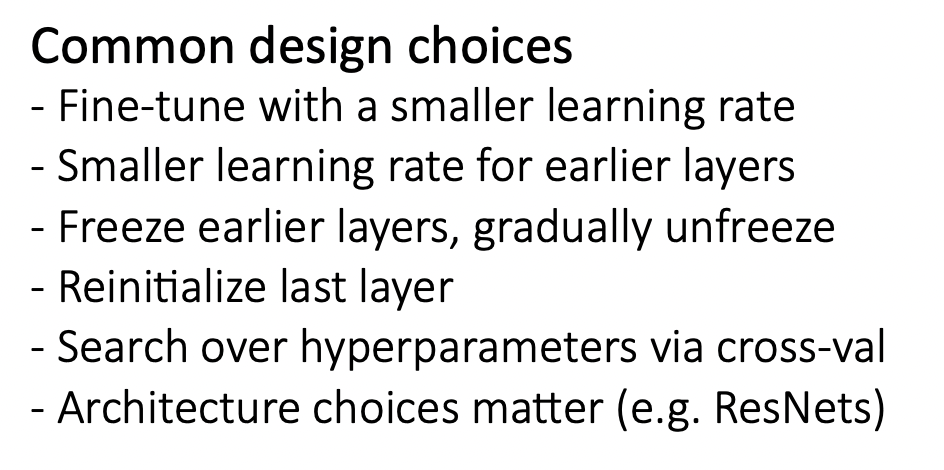 Common design choices
- Fine-tune with a smaller learning rate
- Smaller learning rate for earlier layers
- Freeze earlier layers, gradually unfreeze
- Reinitialize last layer
- Search over hyperparameters via cross-val
- Architecture choices matter (e.g. ResNets)